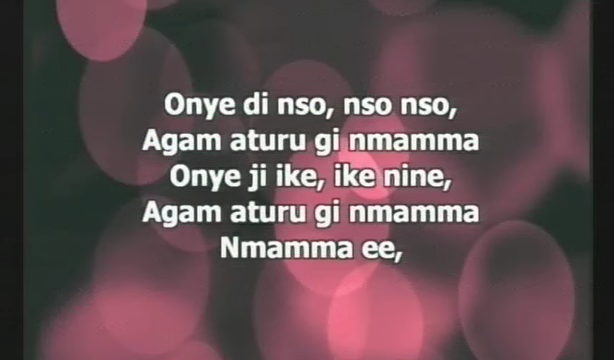 Onye di nso, nso nso,
Agam aturu gi nmamma
Onye ji ike, ike nine,
Agam aturu gi nmamma
Nmamma ee,